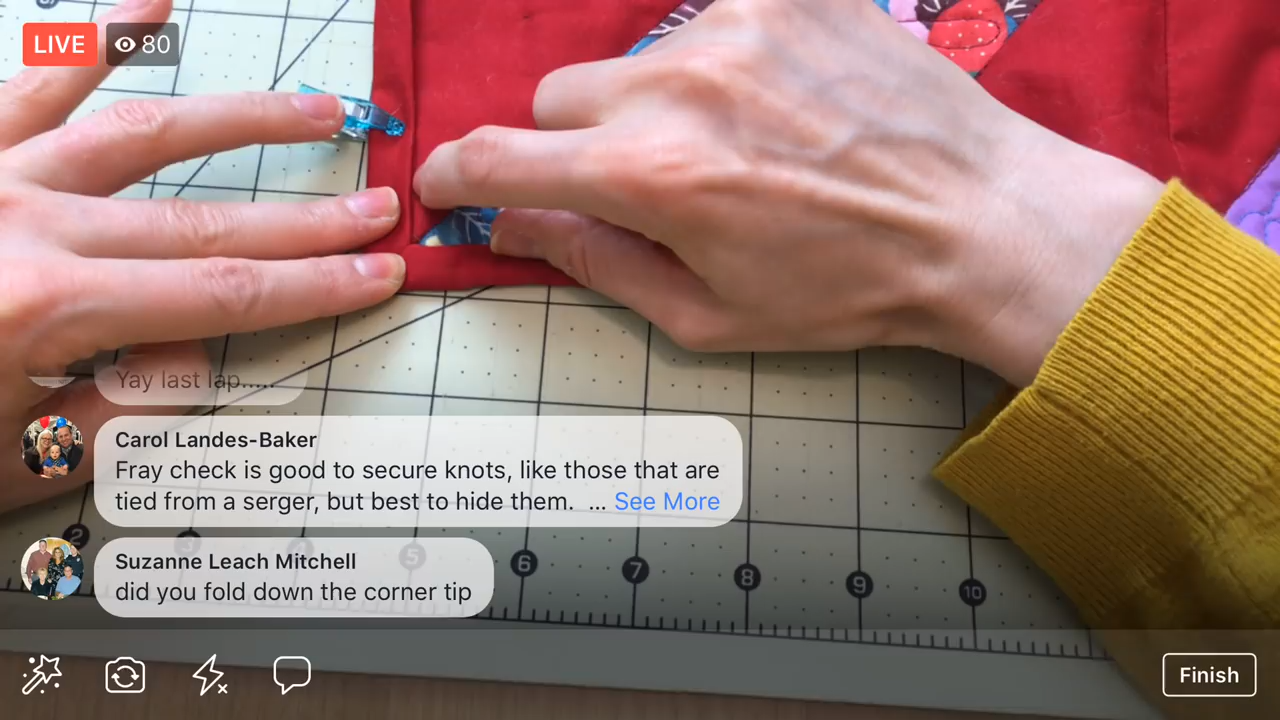 LIVE
80
Yay last lap.....
Carol Landes-Baker
Fray check is good to secure knots, like those that are
tied from a serger, but best to hide them. ... See More
Suzanne Leach Mitchell
did you fold down the corner tip
2
5
6
7
8
9
10
Finish